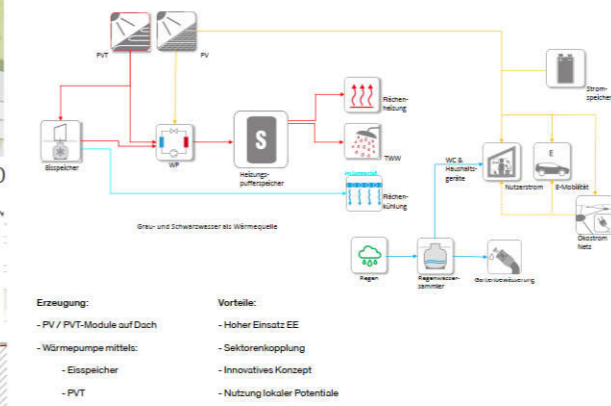 PVT
PV
Strom-
speicher
Flächen-
heizung
S
E
Eisspeicher
WP
Heizungs-
pufferspeicher
TWW
WC &
Haushalts-
geräte
Nutzerstrom
E-Mobilität
Flächen-
kühlung
Ökostrom
Netz
Grau- und Schwarzwasser als Wärmequelle
Regen
Regenwasser-
sammler
Gartenbewässerung
Erzeugung:
- PV / PVT-Module auf Dach
- Wärmepumpe mittels:
- Eisspeicher
- PVT
Vorteile:
- Hoher Einsatz EE
- Sektorenkopplung
- Innovatives Konzept
- Nutzung lokaler Potentiale